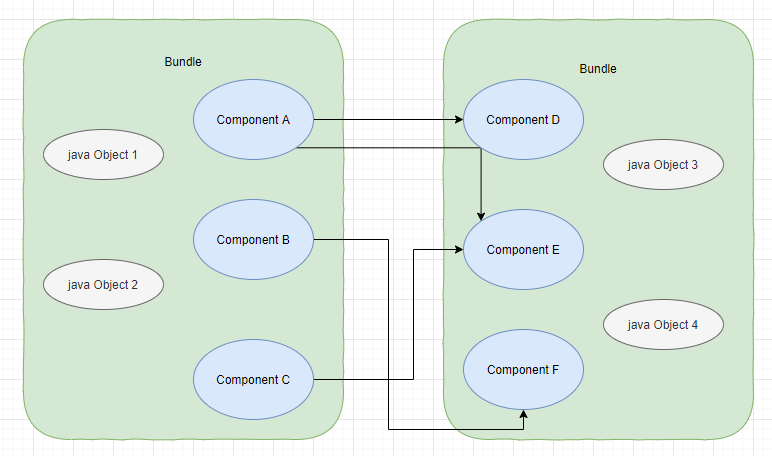 Bundle
Component A
java Object 1
Component B
java Object 2
Component C
Bundle
Component D
java Object 3
Component E
java Object 4
Component F